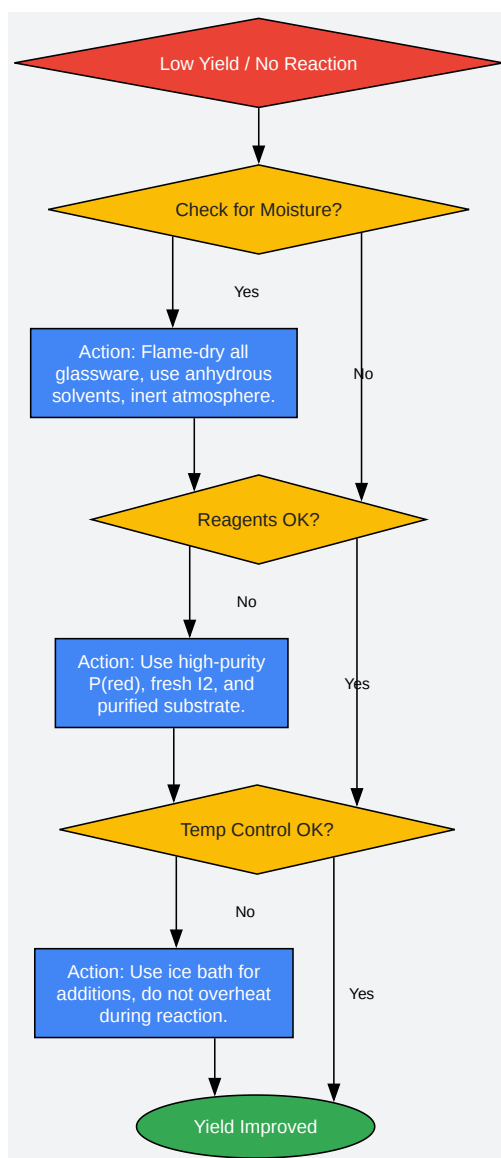 Low Yield / No Reaction
Check for Moisture?
Yes
Action: Flame-dry all
glassware, use anhydrous
solvents, inert atmosphere.
No
Reagents OK?
No
Action: Use high-purity
P(red), fresh I2, and
purified substrate.
Yes
Temp Control OK?
No
Action: Use ice bath for
additions, do not overheat
during reaction.
Yes
Yield Improved